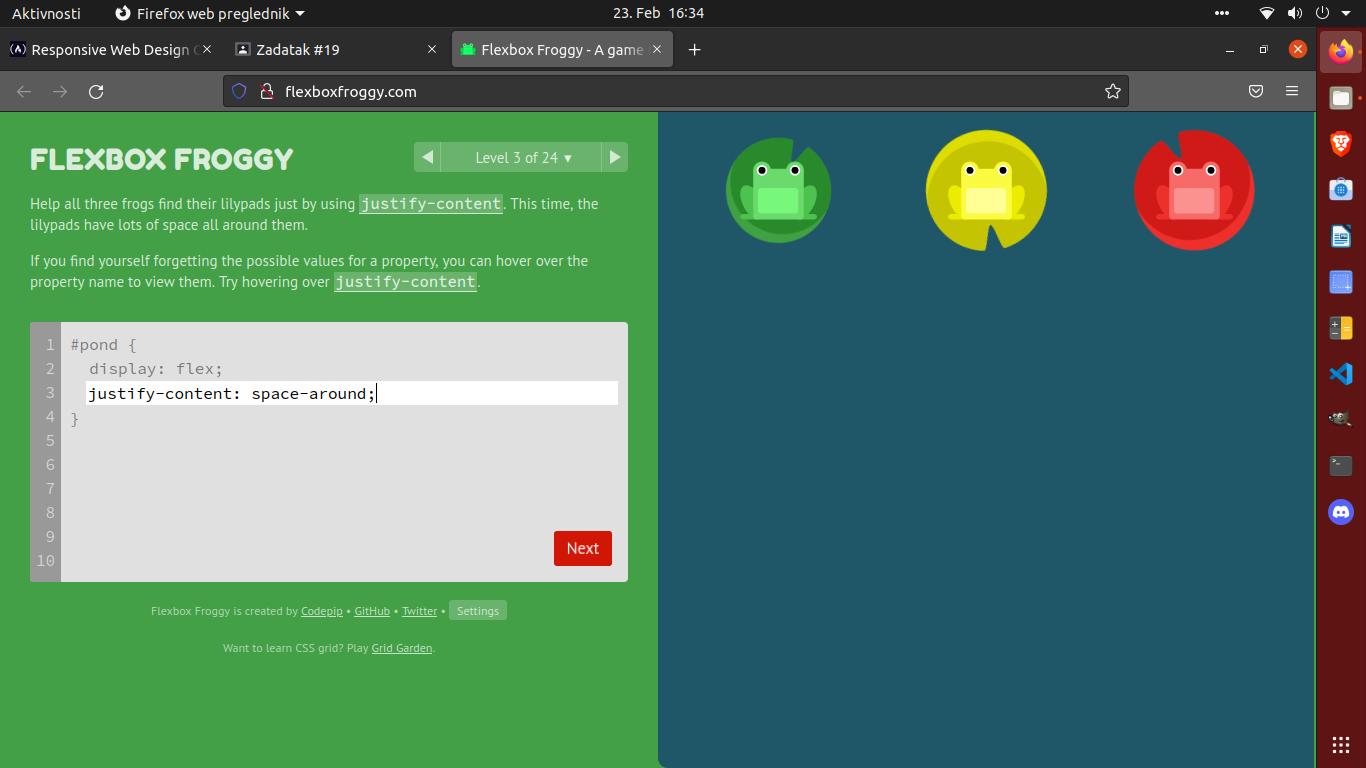 Aktivnosti
Firefox web preglednik
23. Feb 16:34
Responsive Web Design
Zadatak #19
Flexbox Froggy - A game
flexboxfroggy.com
FLEXBOX FROGGY
Level 3 of 24 ▼
Help all three frogs find their lilypads just by using justify-content. This time, the
lilypads have lots of space all around them.
If you find yourself forgetting the possible values for a property, you can hover over the
property name to view them. Try hovering over justify-content.
1 #pond {
2 display: flex;
3 justify-content: space-around;
4 }
5
6
7
8
9
10
Next
Flexbox Froggy is created by Codepip • GitHub • Twitter • Settings
Want to learn CSS grid? Play Grid Garden.